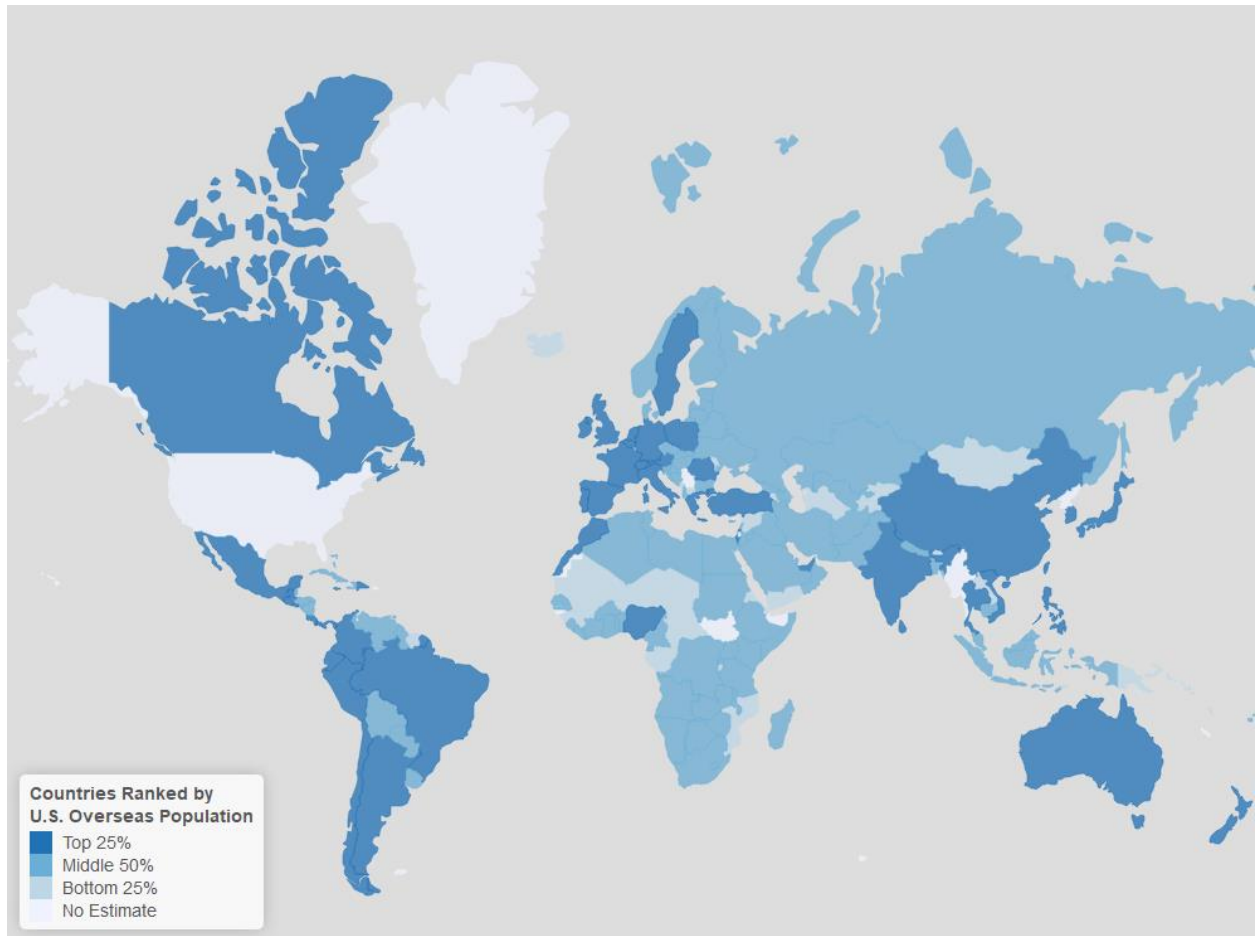 Countries Ranked by
U.S. Overseas Population
Top 25%
Middle 50%
Bottom 25%
No Estimate